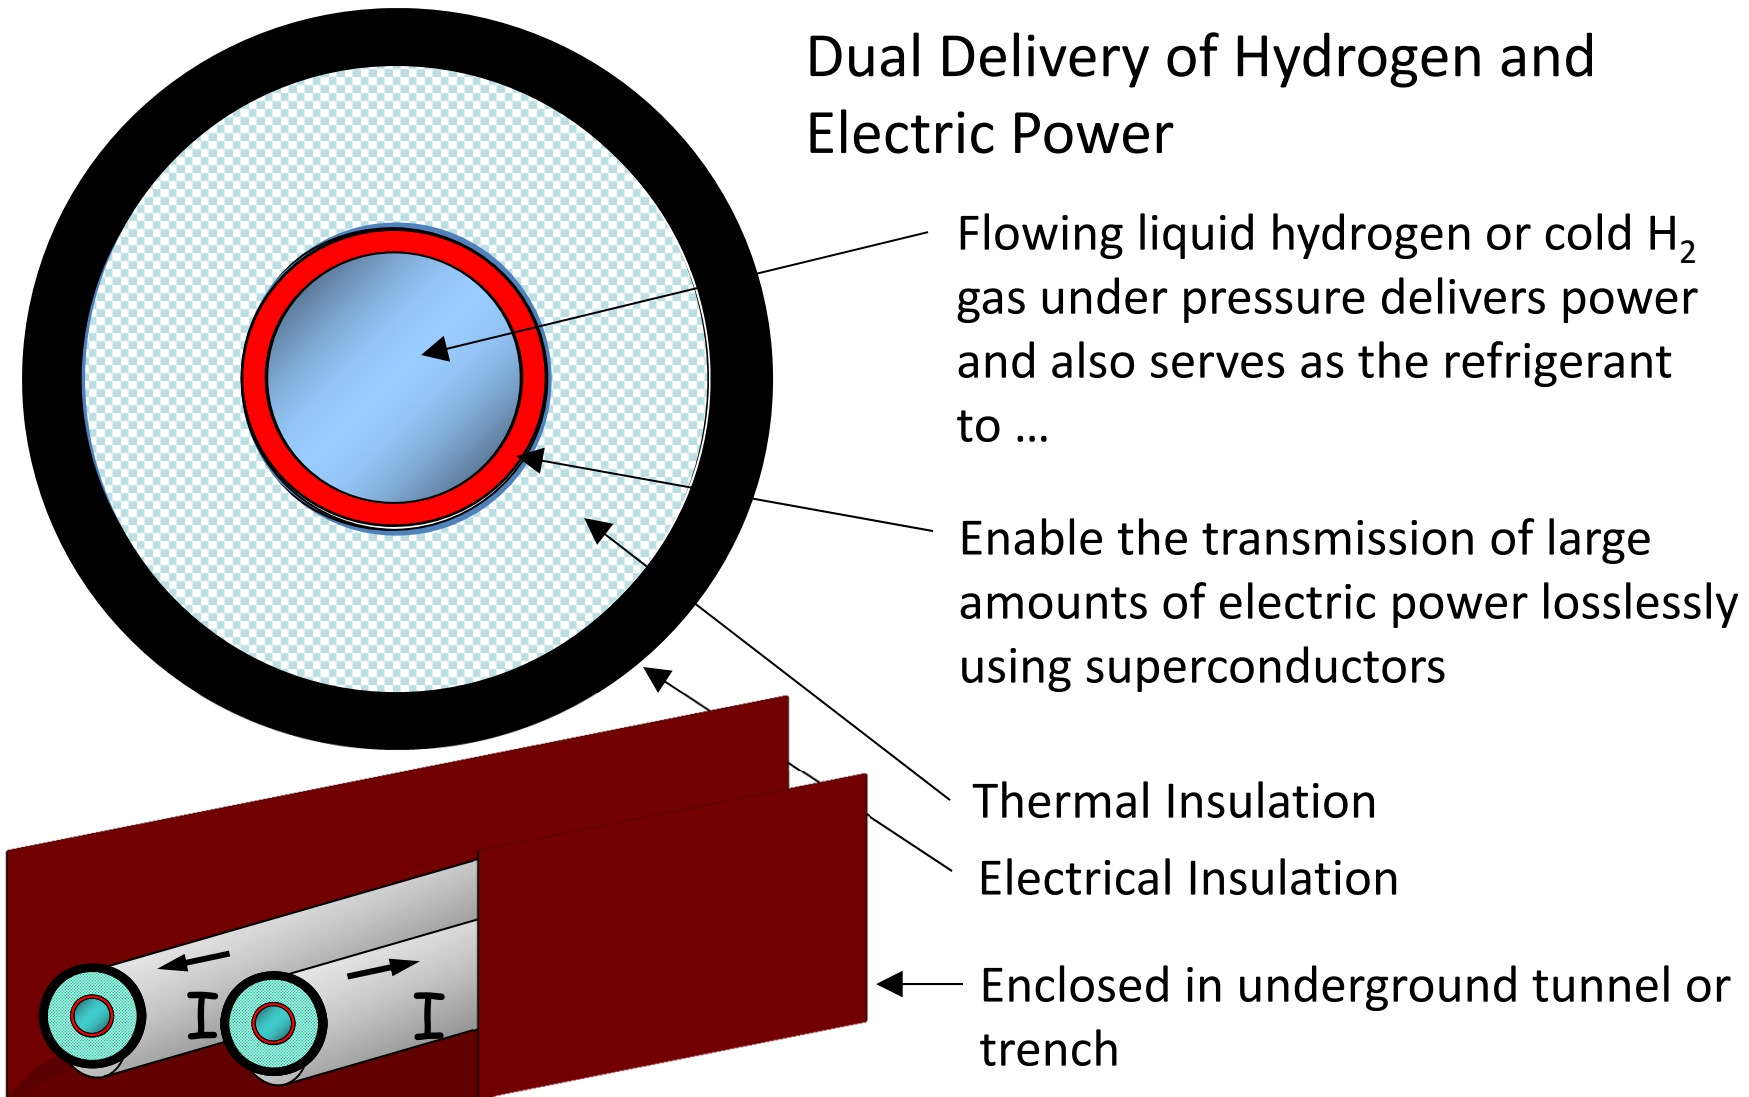 Dual Delivery of Hydrogen and
Electric Power
Flowing liquid hydrogen or cold H₂
gas under pressure delivers power
and also serves as the refrigerant
to ...
Enable the transmission of large
amounts of electric power losslessly
using superconductors
Thermal Insulation
Electrical Insulation
I I
Enclosed in underground tunnel or
trench